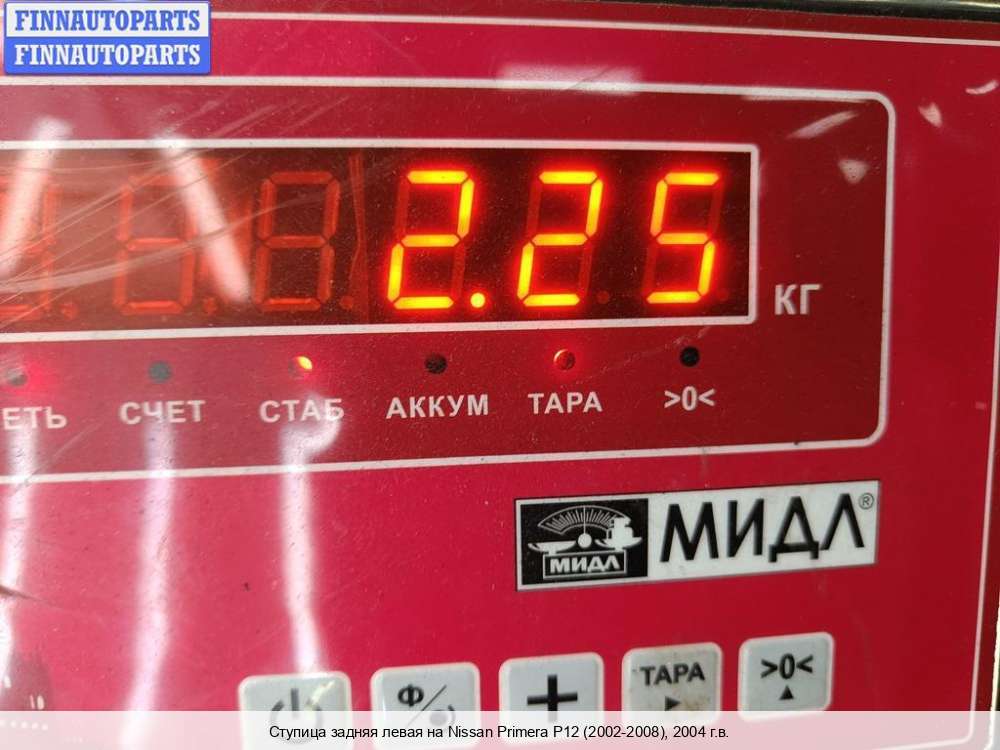 FINNAUTOPARTS
FINNAUTOPARTS
2.25
КГ
ЕТЬ СЧЕТ СТАБ АККУМ ТАРА >0<
МИДЛ МИДЛ®
Ф/
+ ТАРА >0<
Ступица задняя левая на Nissan Primera P12 (2002-2008), 2004 г.в.